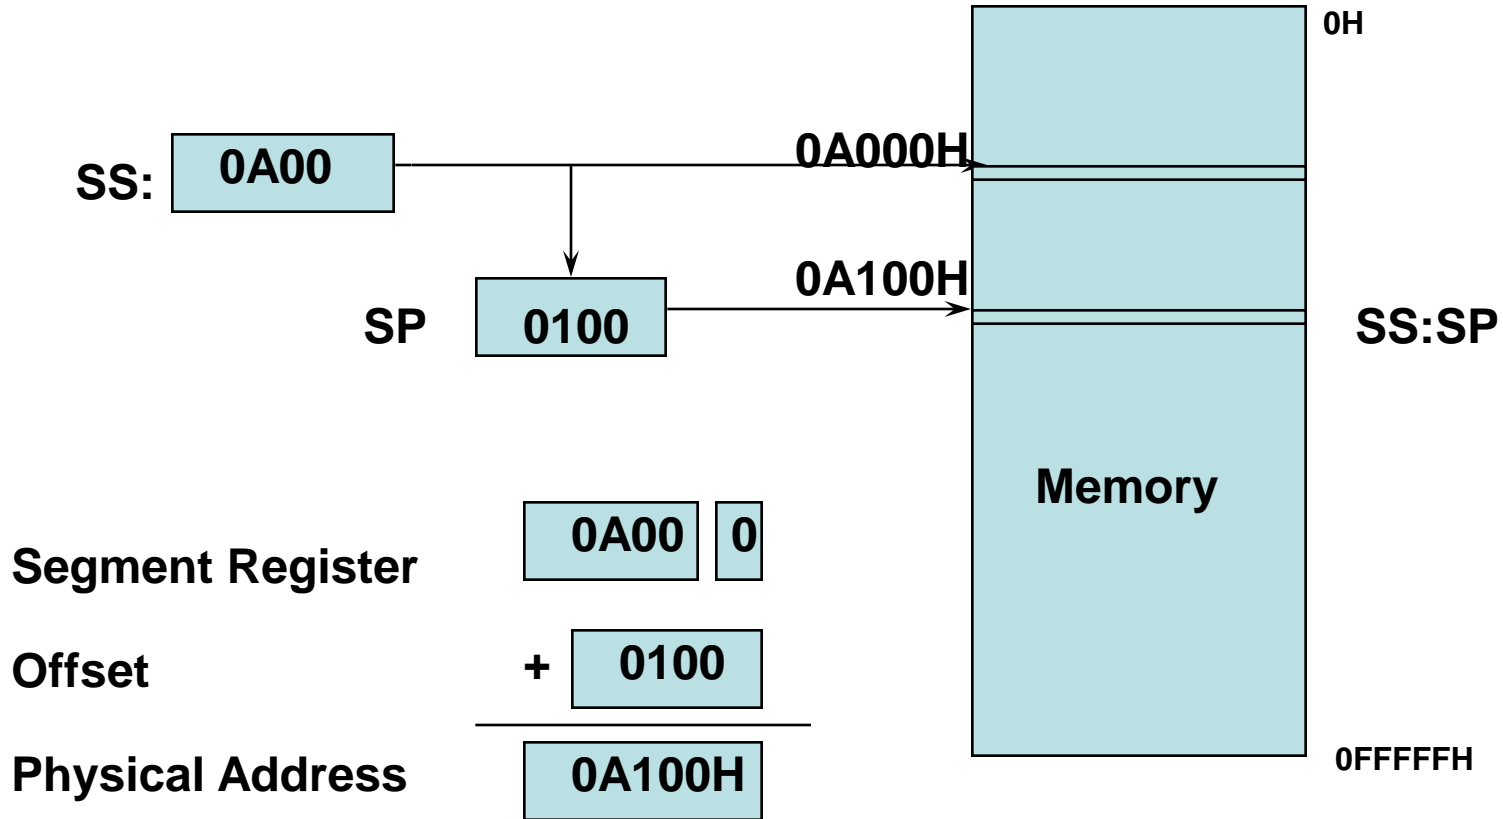 0H
0A000H
SS: 0A00
0A100H
SP 0100
SS:SP
Memory
Segment Register 0A00 0
Offset + 0100
Physical Address 0A100H
0FFFFFH